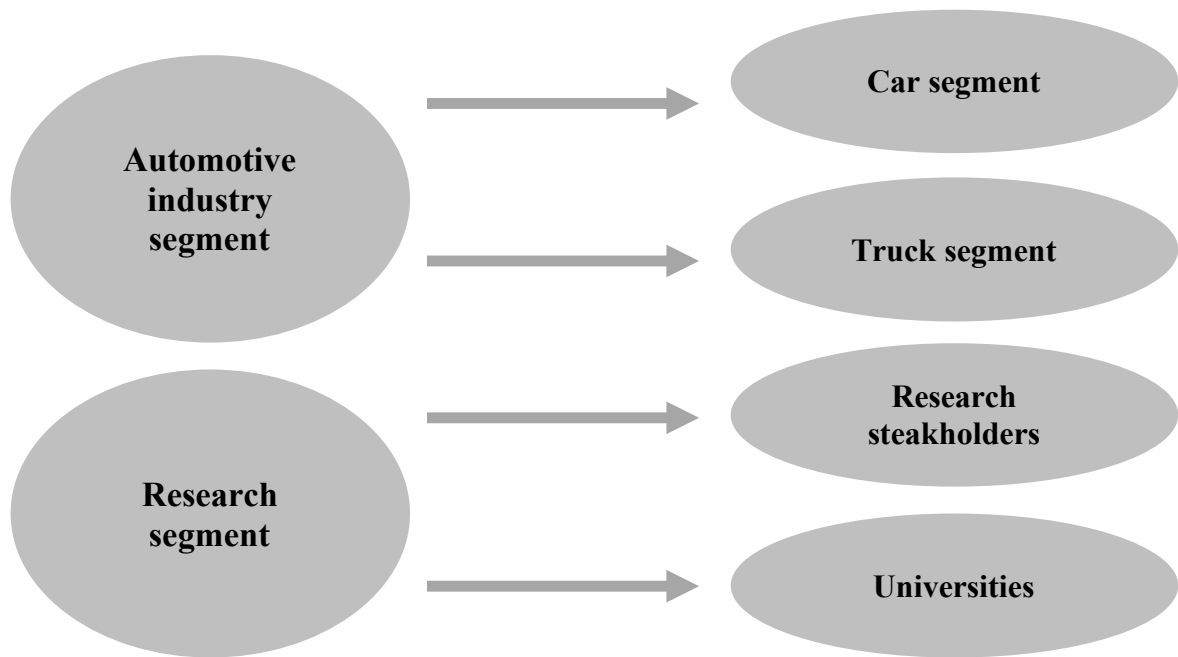 Automotive
industry
segment
Research
segment
Car segment
Truck segment
Research
steakholders
Universities